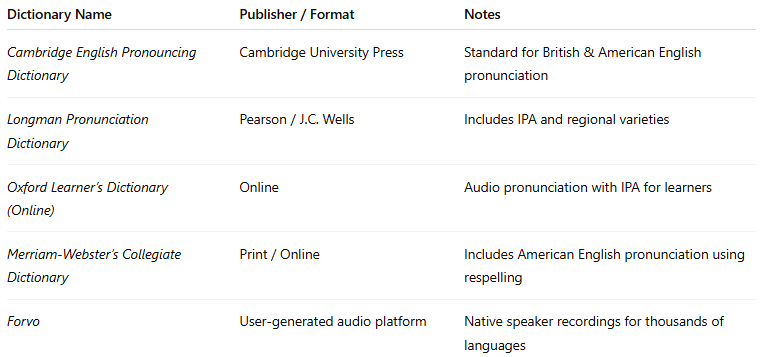 Dictionary Name Publisher / Format Notes
Cambridge English Pronouncing Cambridge University Press Standard for British & American English
Dictionary pronunciation
Longman Pronunciation Pearson / J.C. Wells Includes IPA and regional varieties
Dictionary
Oxford Learner’s Dictionary Online Audio pronunciation with IPA for learners
(Online)
Merriam-Webster’s Collegiate Print / Online Includes American English pronunciation using
Dictionary respelling
Forvo User-generated audio platform Native speaker recordings for thousands of
languages